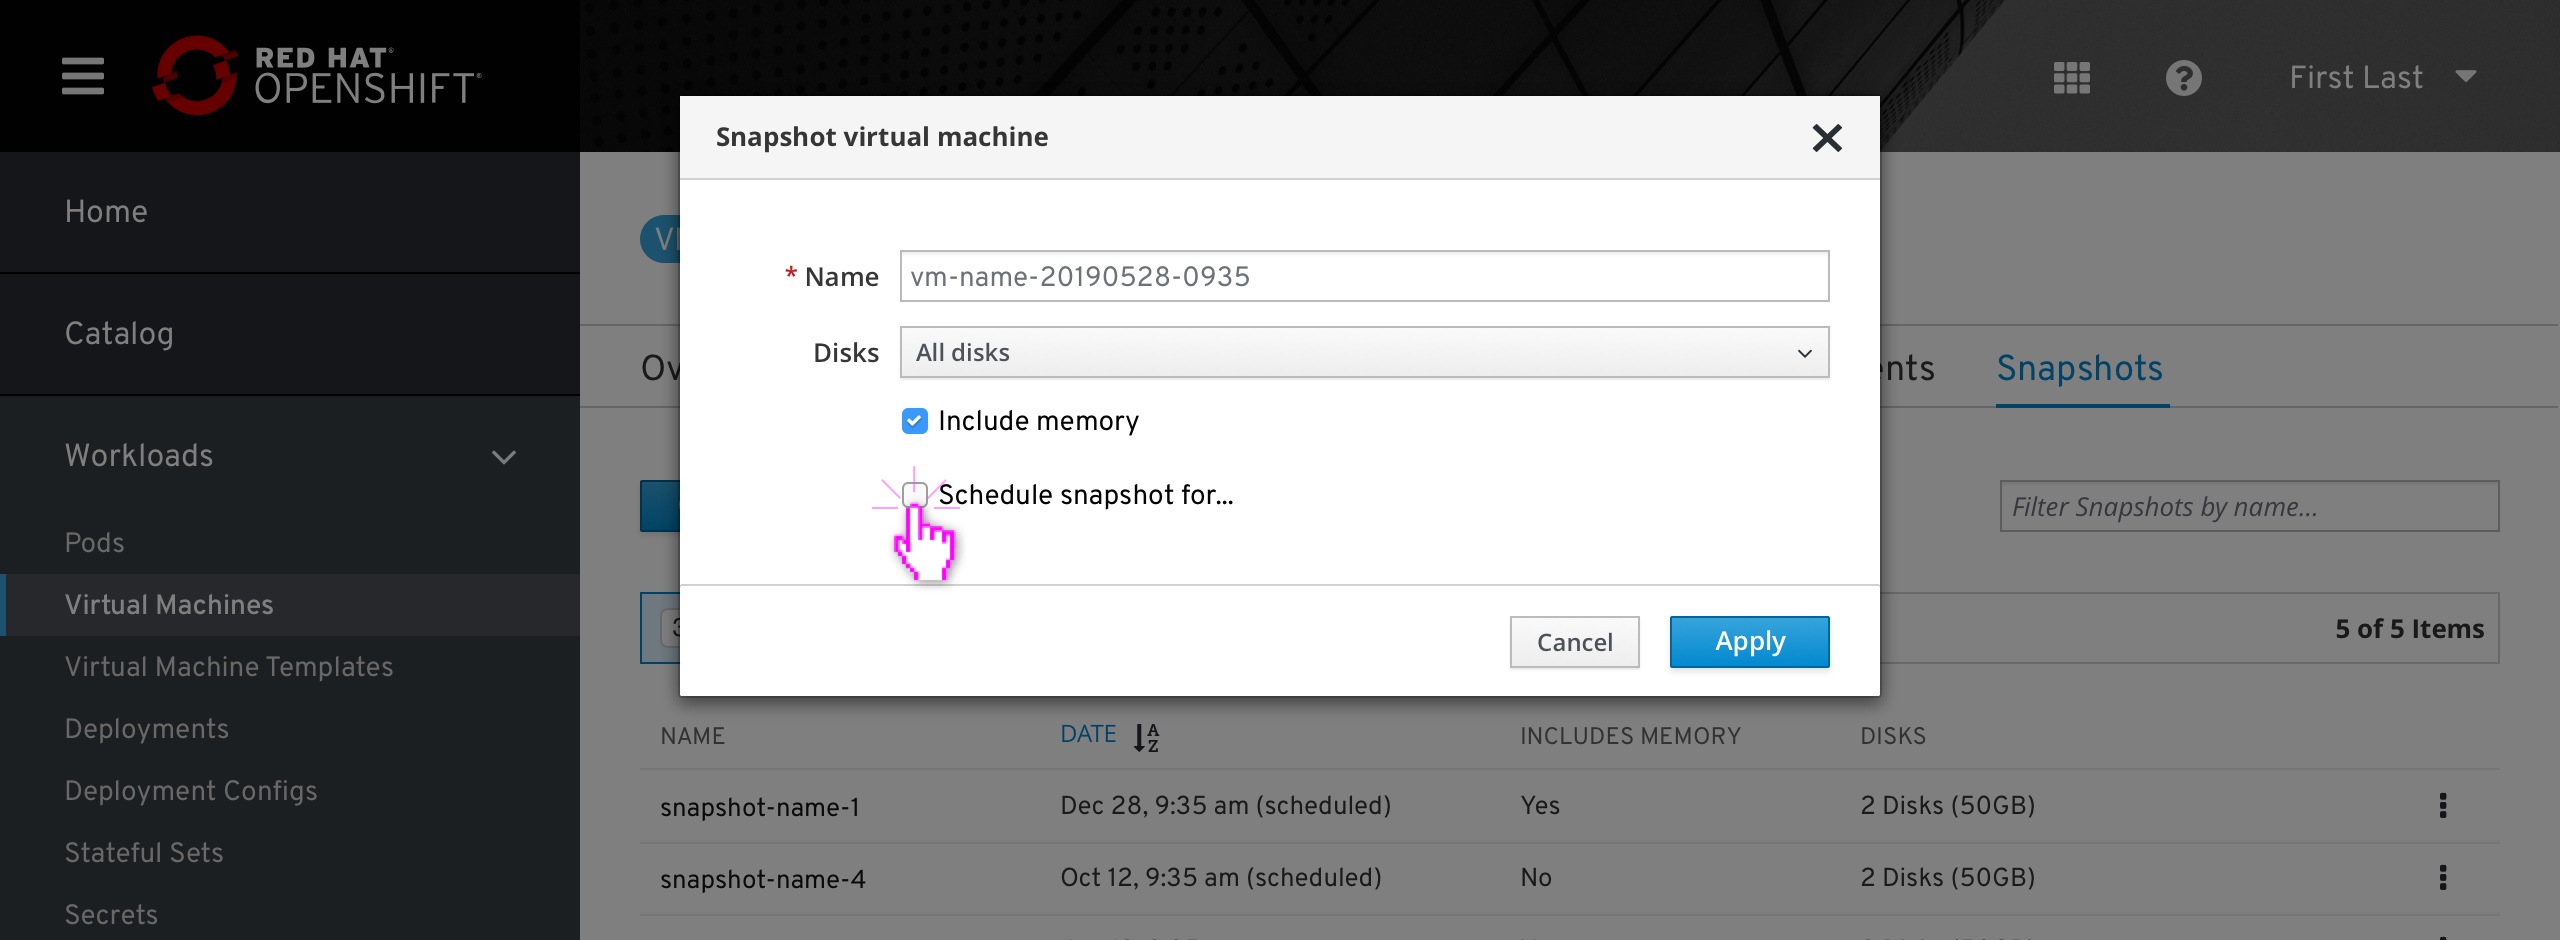 RED HAT®
OPENSHIFT®
First Last
Snapshot virtual machine
Home
* Name
vm-name-20190528-0935
Catalog
Disks
All disks
Snapshots
Include memory
Workloads
Schedule snapshot for...
Filter Snapshots by name...
Pods
Virtual Machines
5 of 5 Items
Cancel
Apply
Virtual Machine Templates
Deployments
NAME
DATE
INCLUDES MEMORY
DISKS
Deployment Configs
snapshot-name-1
Dec 28, 9:35 am (scheduled)
Yes
2 Disks (50GB)
Stateful Sets
snapshot-name-4
Oct 12, 9:35 am (scheduled)
No
2 Disks (50GB)
Secrets